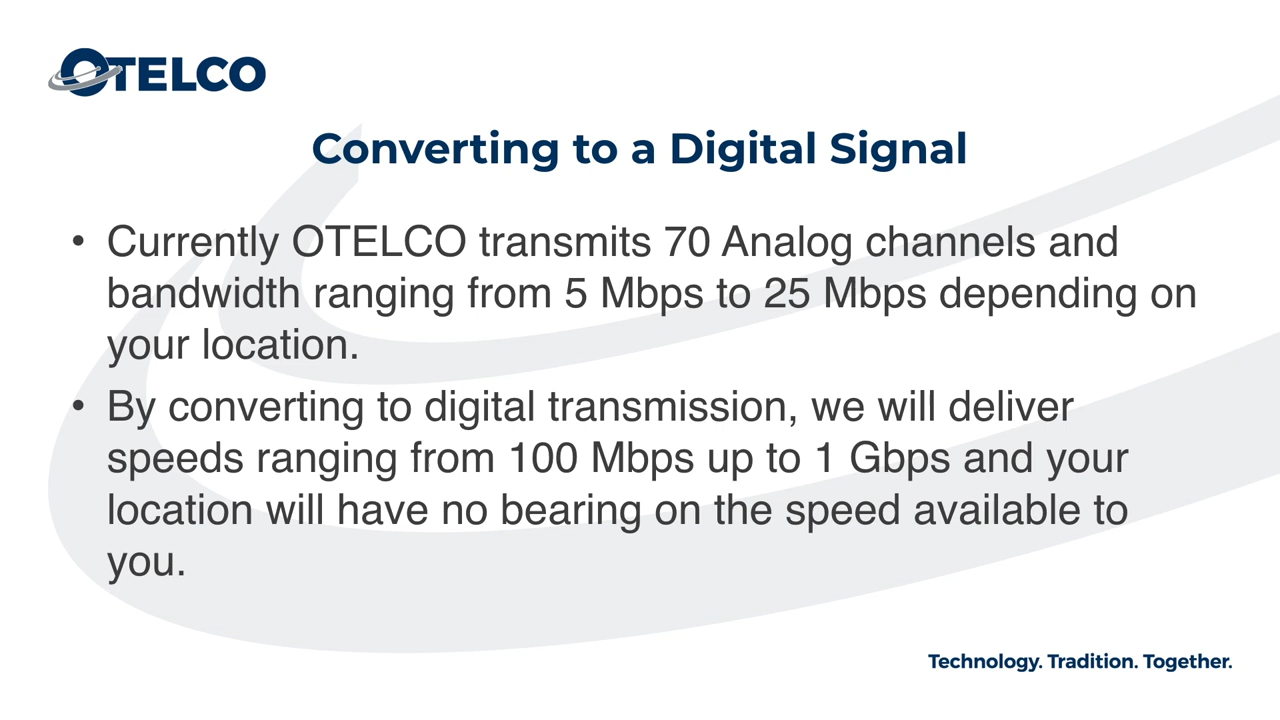 OTELCO
Converting to a Digital Signal
• Currently OTELCO transmits 70 Analog channels and
bandwidth ranging from 5 Mbps to 25 Mbps depending on
your location.
• By converting to digital transmission, we will deliver
speeds ranging from 100 Mbps up to 1 Gbps and your
location will have no bearing on the speed available to
you.
Technology. Tradition. Together.